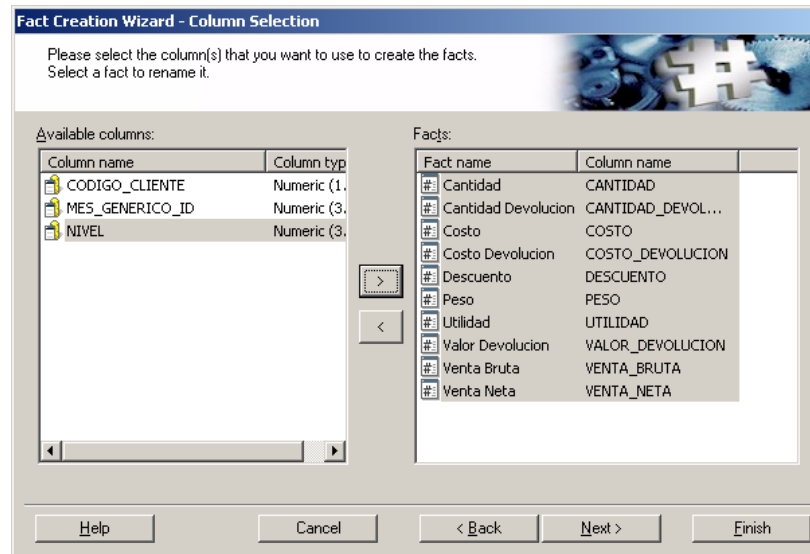 Fact Creation Wizard - Column Selection
Please select the column(s) that you want to use to create the facts.
Select a fact to rename it.
Available columns:
Column name Column typ
CODIGO_CLIENTE Numeric (1.
MES_GENERICO_ID Numeric (3.
NIVEL Numeric (3.
>
<
Facts:
Fact name Column name
Cantidad CANTIDAD
Cantidad Devolucion CANTIDAD_DEVOL...
Costo COSTO
Costo Devolucion COSTO_DEVOLUCION
Descuento DESCUENTO
Peso PESO
Utilidad UTILIDAD
Valor Devolucion VALOR_DEVOLUCION
Venta Bruta VENTA_BRUTA
Venta Neta VENTA_NETA
Help Cancel < Back Next > Finish